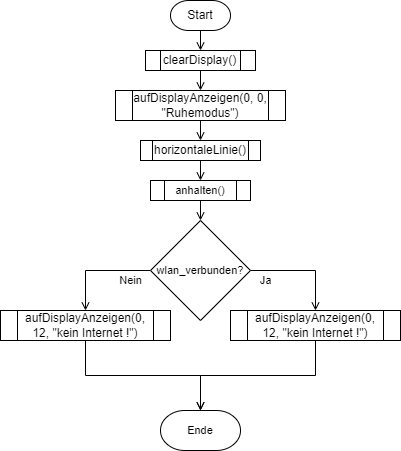 Start
clearDisplay()
aufDisplayAnzeigen(0, 0,
"Ruhemodus")
horizontaleLinie()
anhalten()
wlan_verbunden?
Nein
Ja
aufDisplayAnzeigen(0,
12, "kein Internet !")
aufDisplayAnzeigen(0,
12, "kein Internet !")
Ende